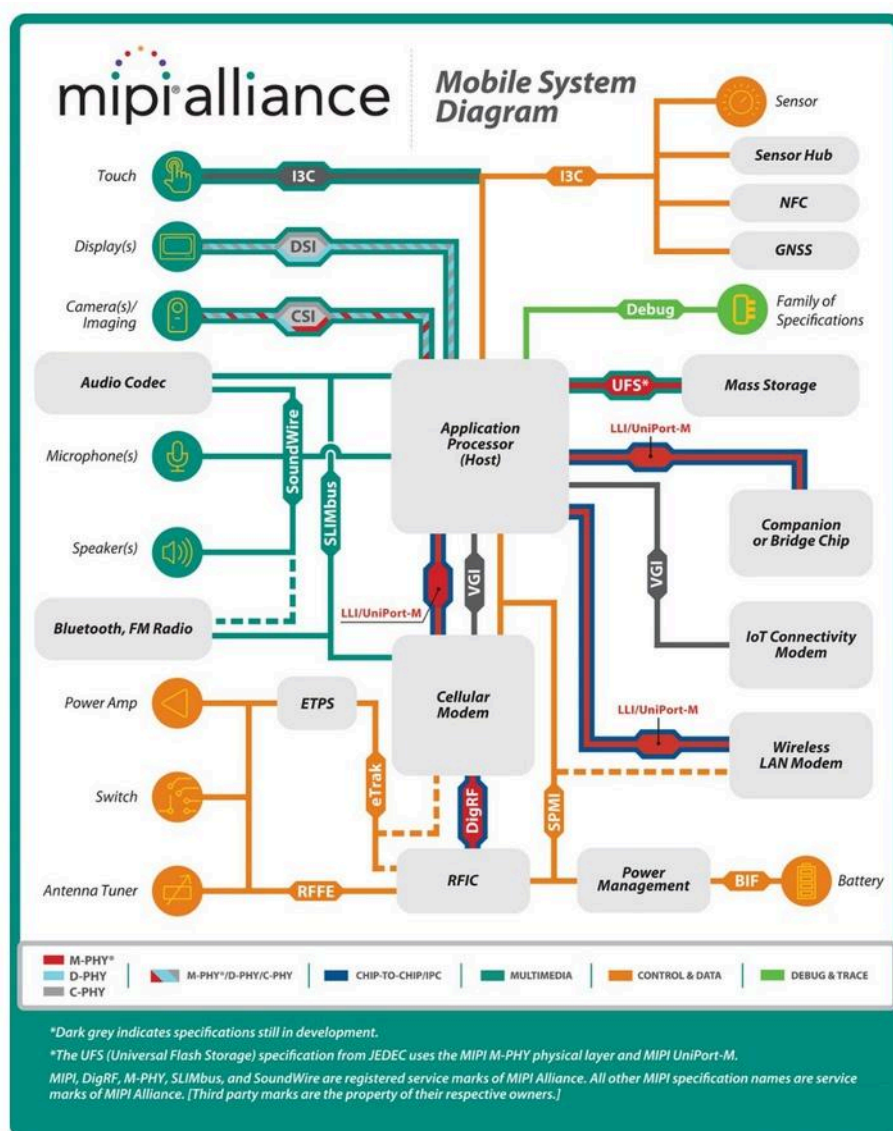 mipi® alliance
Mobile System
Diagram
Sensor
Touch
I3C
I3C
Sensor Hub
NFC
Display(s)
DSI
GNSS
Camera(s)/
Imaging
CSI
Debug
Family of
Specifications
Audio Codec
UFS*
Mass Storage
Application
Processor
(Host)
LLI/UniPort-M
SoundWire
Microphone(s)
SLIMbus
Companion
or Bridge Chip
Speaker(s)
VGI
VGI
LLI/UniPort-M
Bluetooth, FM Radio
IoT Connectivity
Modem
Cellular
Modem
Power Amp
ETPS
LLI/UniPort-M
Wireless
LAN Modem
eTrak
Switch
DigRF
SPMI
Antenna Tuner
RFFE
RFIC
Power
Management
BIF
Battery
M-PHY*
D-PHY
C-PHY
M-PHY*/D-PHY/C-PHY
CHIP-TO-CHIP/IPC
MULTIMEDIA
CONTROL & DATA
DEBUG & TRACE
*Dark grey indicates specifications still in development.
*The UFS (Universal Flash Storage) specification from JEDEC uses the MIPI M-PHY physical layer and MIPI UniPort-M.
MIPI, DigRF, M-PHY, SLIMbus, and SoundWire are registered service marks of MIPI Alliance. All other MIPI specification names are service
marks of MIPI Alliance. [Third party marks are the property of their respective owners.]